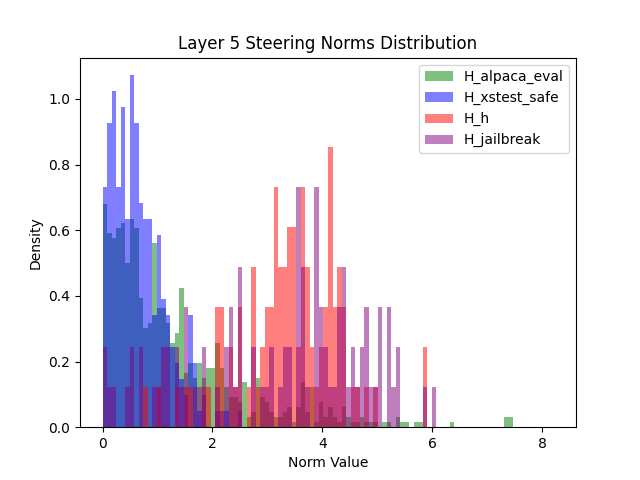 Layer 5 Steering Norms Distribution
H_alpaca_eval
H_xstest_safe
H_h
H_jailbreak
Density
1.0
0.8
0.6
0.4
0.2
0.0
0 2 4 6 8
Norm Value